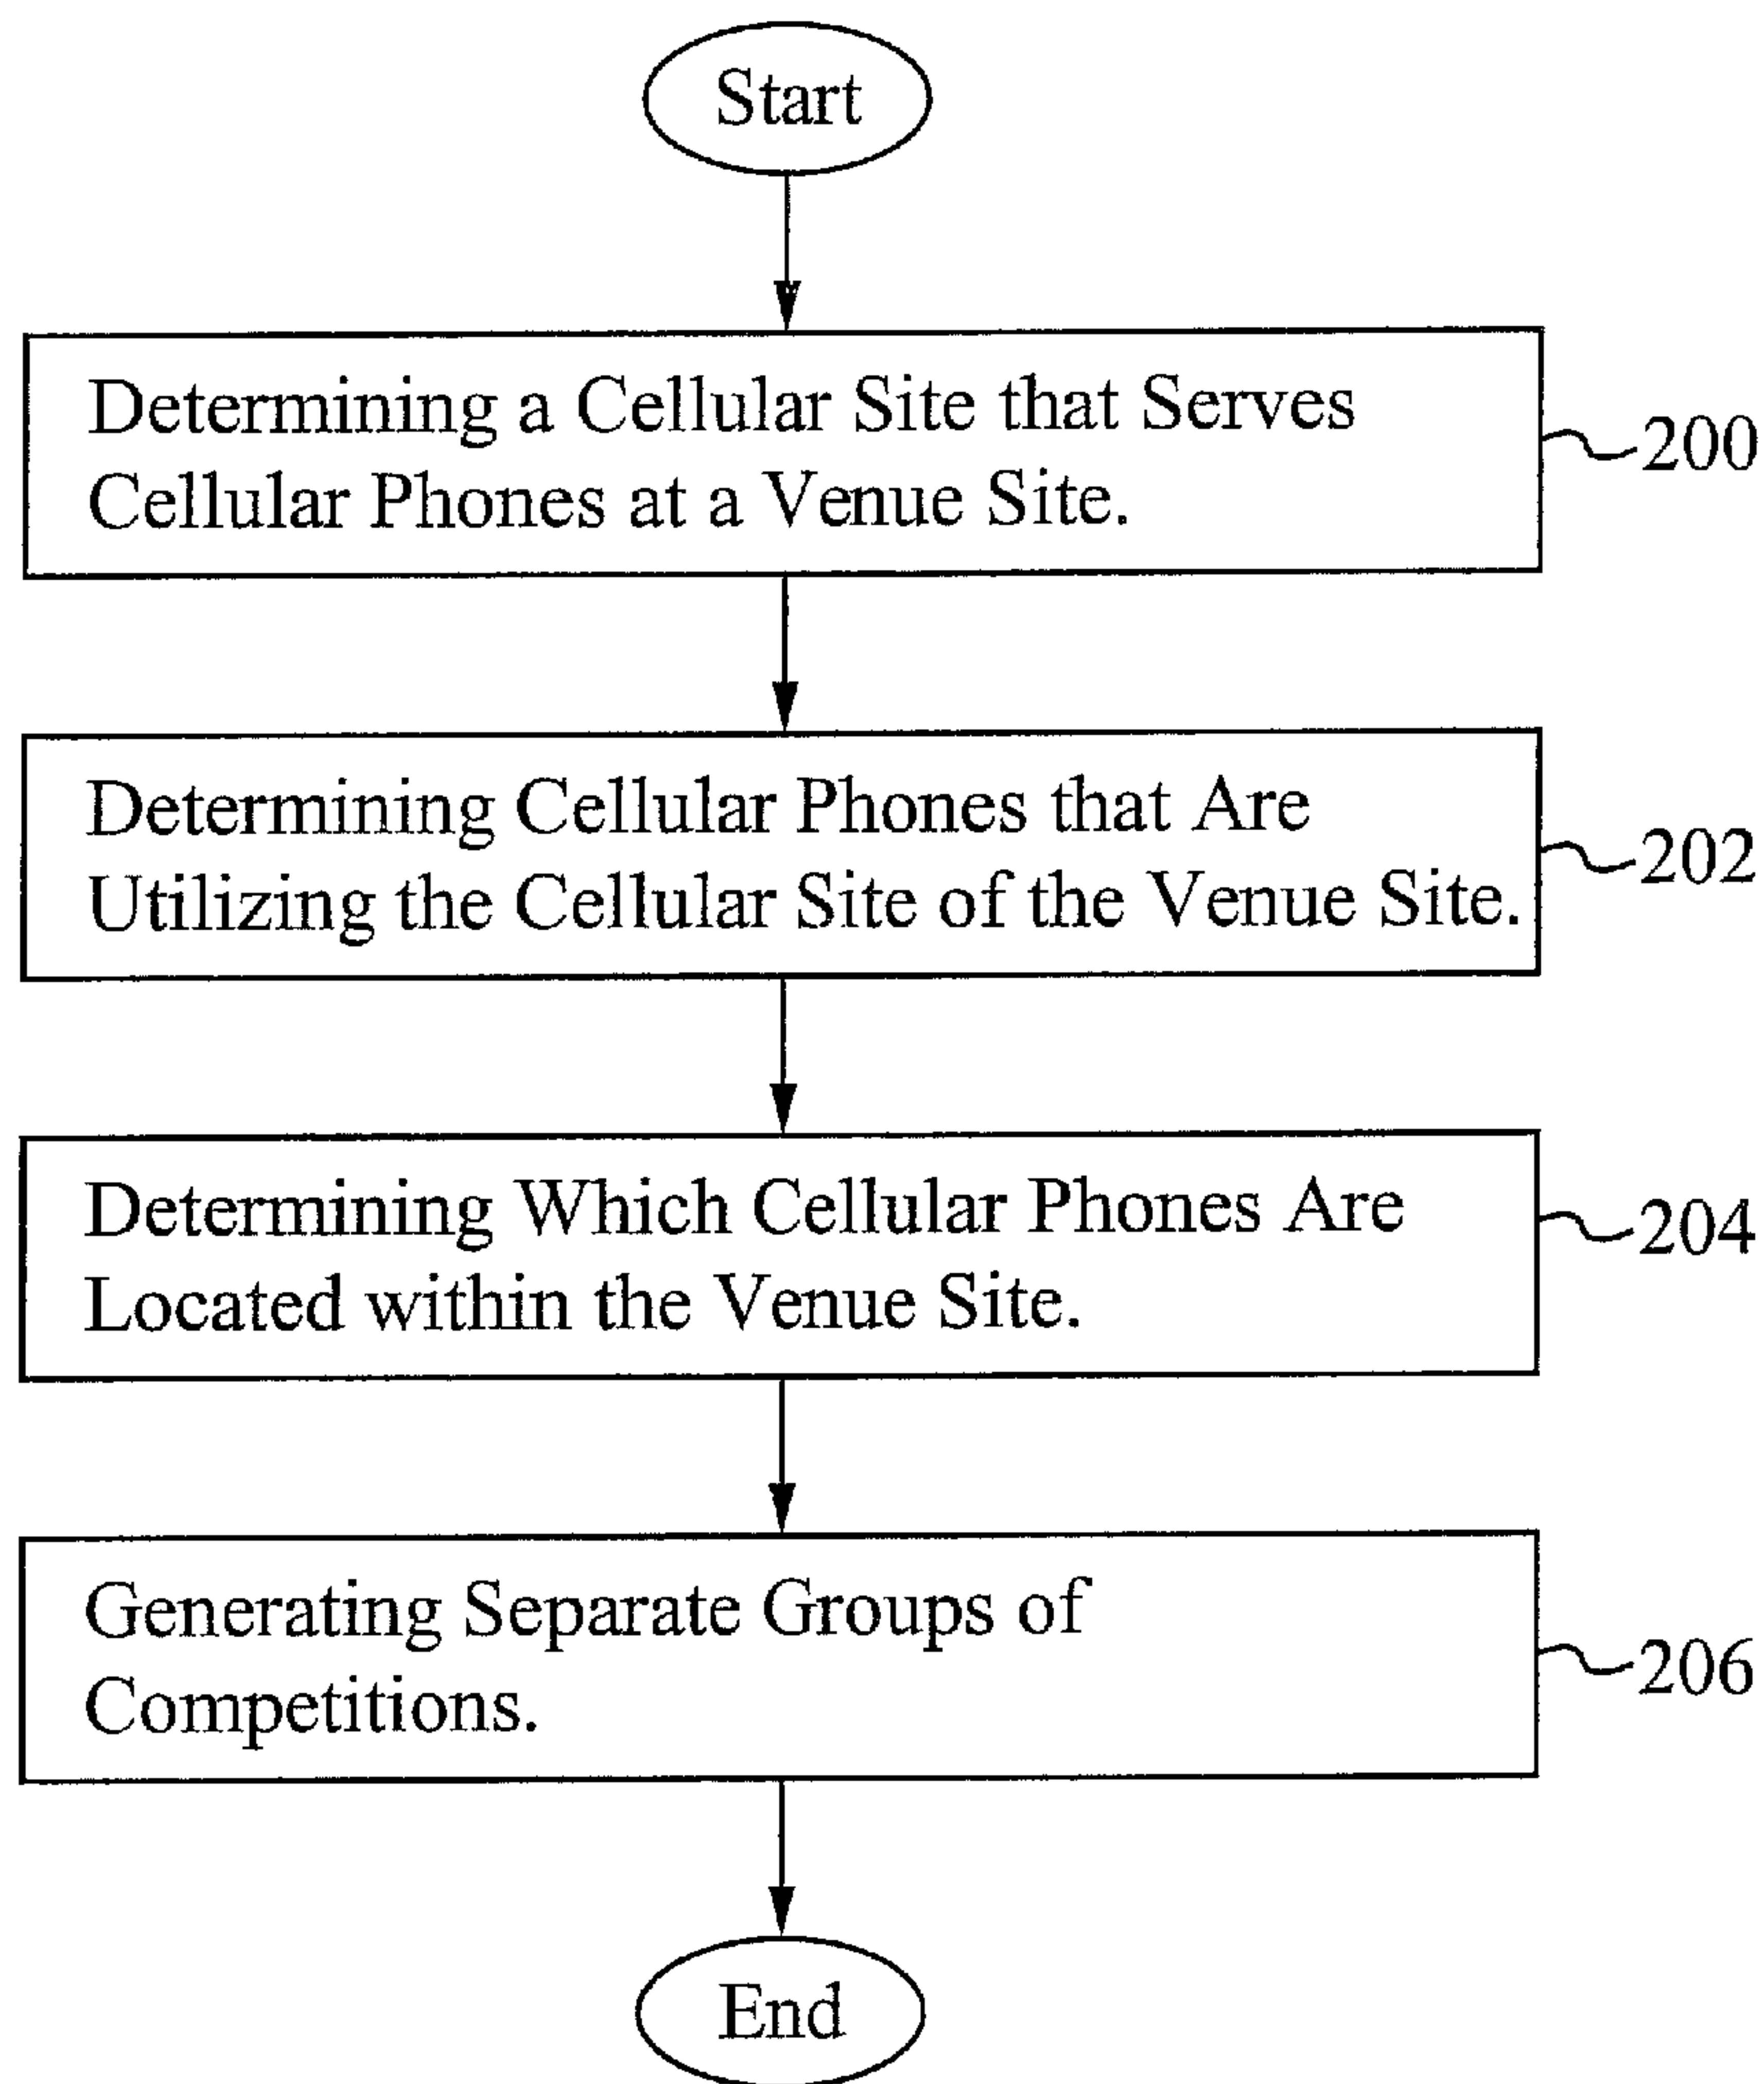 Start
Determining a Cellular Site that Serves
Cellular Phones at a Venue Site.
200
Determining Cellular Phones that Are
Utilizing the Cellular Site of the Venue Site.
202
Determining Which Cellular Phones Are
Located within the Venue Site.
204
Generating Separate Groups of
Competitions.
206
End